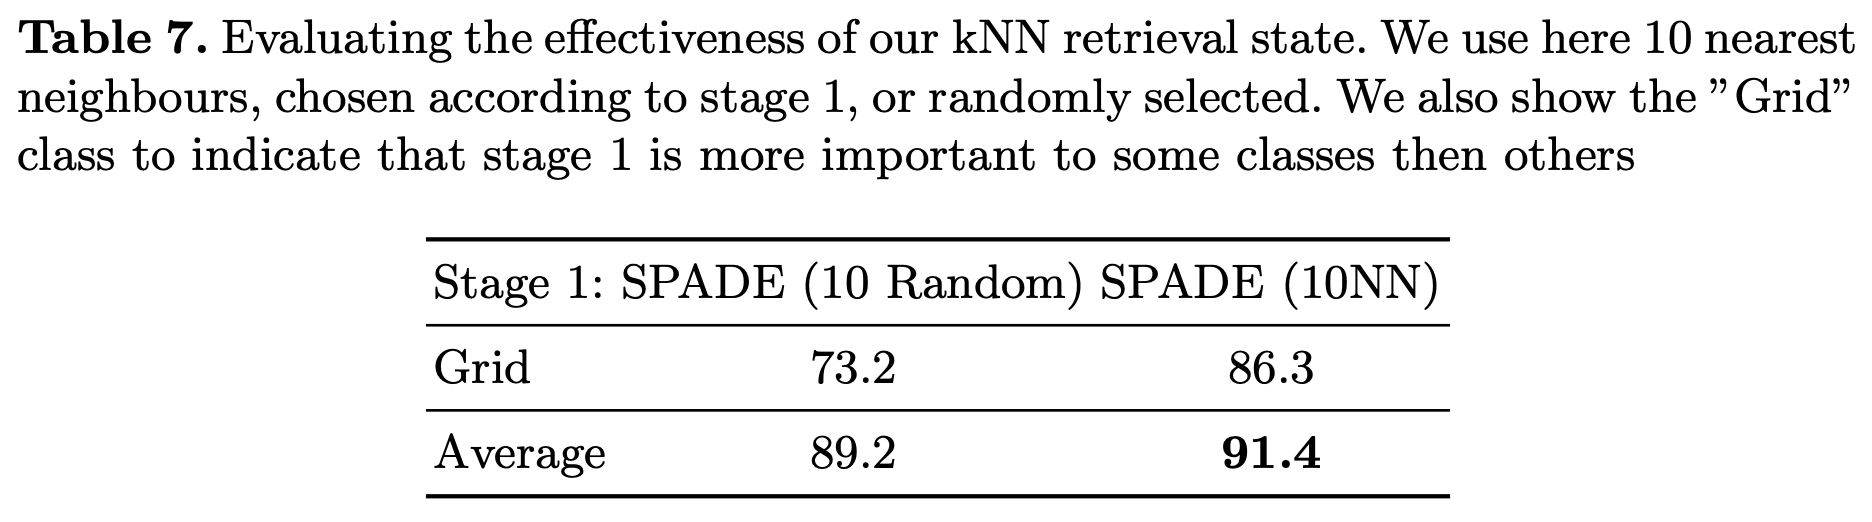 Table 7. Evaluating the effectiveness of our kNN retrieval state. We use here 10 nearest
neighbours, chosen according to stage 1, or randomly selected. We also show the ”Grid”
class to indicate that stage 1 is more important to some classes then others
Stage 1: SPADE (10 Random) SPADE (10NN)
Grid 73.2 86.3
Average 89.2 91.4